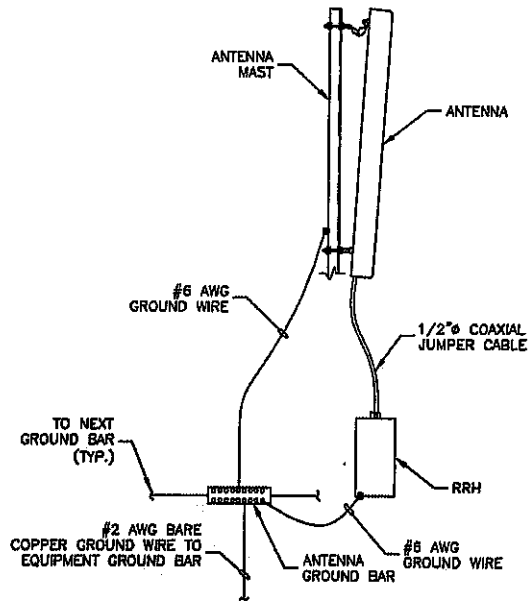 ANTENNA
MAST
ANTENNA
#6 AWG
GROUND WIRE
1/2"ø COAXIAL
JUMPER CABLE
TO NEXT
GROUND BAR
(TYP.)
RRH
#2 AWG BARE
COPPER GROUND WIRE TO
EQUIPMENT GROUND BAR
ANTENNA
GROUND BAR
#6 AWG
GROUND WIRE